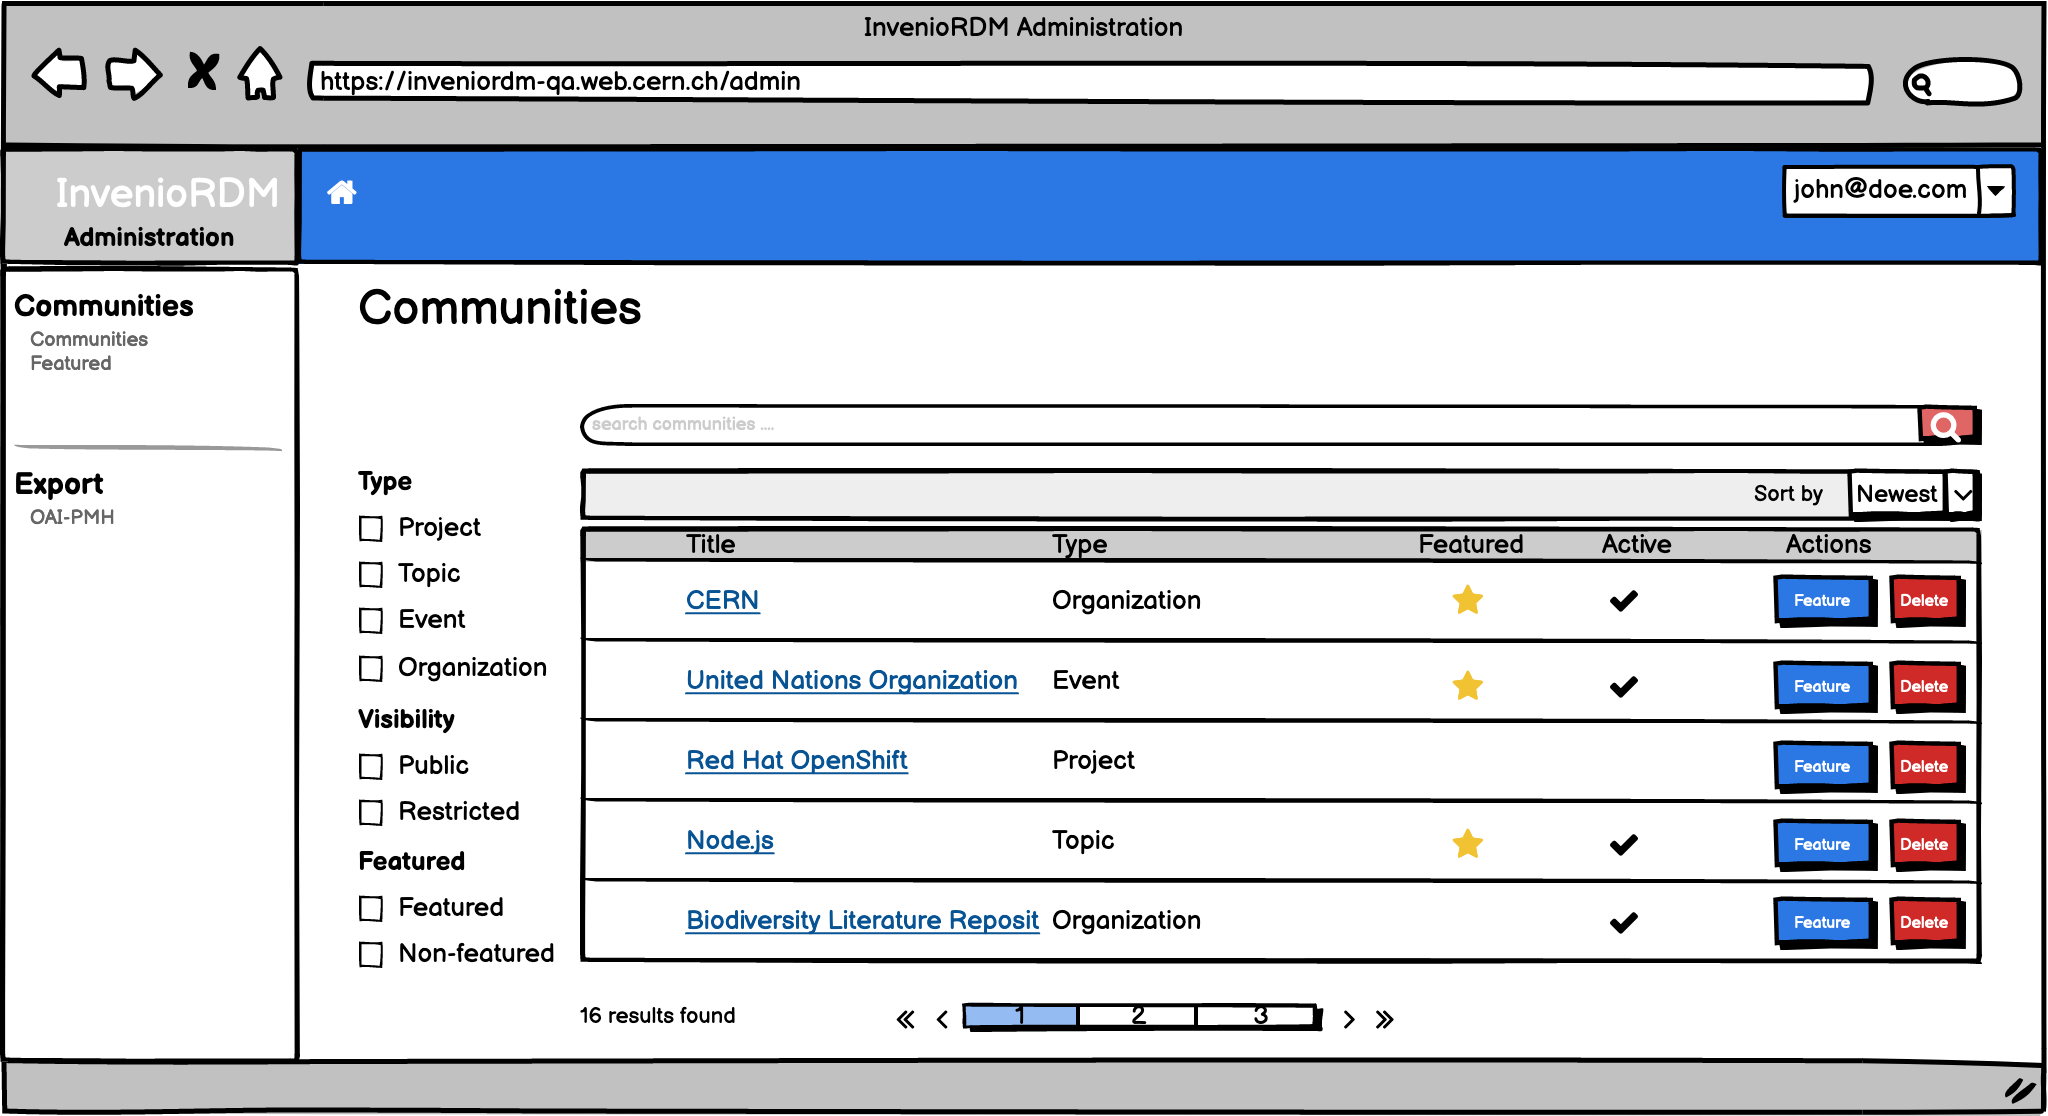 InvenioRDM Administration
https://inveniordm-qa.web.cern.ch/admin
InvenioRDM
Administration
john@doe.com
Communities
Communities
Featured
Export
OAI-PMH
Communities
search communities ....
Type
Project
Topic
Event
Organization
Visibility
Public
Restricted
Featured
Featured
Non-featured
Sort by Newest
Title Type Featured Active Actions
CERN Organization Feature Delete
United Nations Organization Event Feature Delete
Red Hat OpenShift Project Feature Delete
Node.js Topic Feature Delete
Biodiversity Literature Reposit Organization Feature Delete
16 results found « ‹ 1 2 3 › »